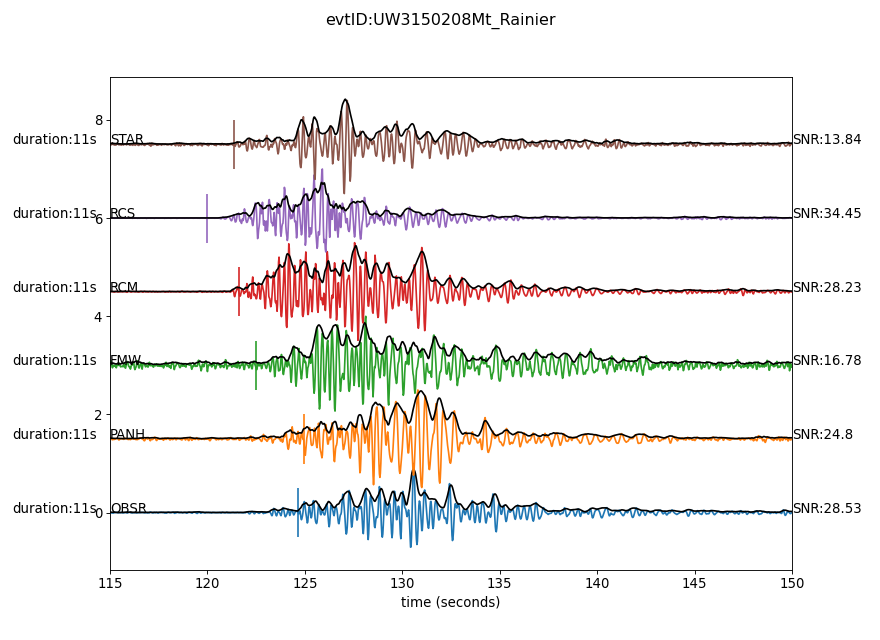 evtID:UW3150208Mt_Rainier
8
duration:11s STAR SNR:13.84
duration:11s RCS SNR:34.45
6
duration:11s RCM SNR:28.23
4
duration:11s FMW SNR:16.78
2
duration:11s PANH SNR:24.8
duration:11s OBSR SNR:28.53
0
115 120 125 130 135 140 145 150
time (seconds)